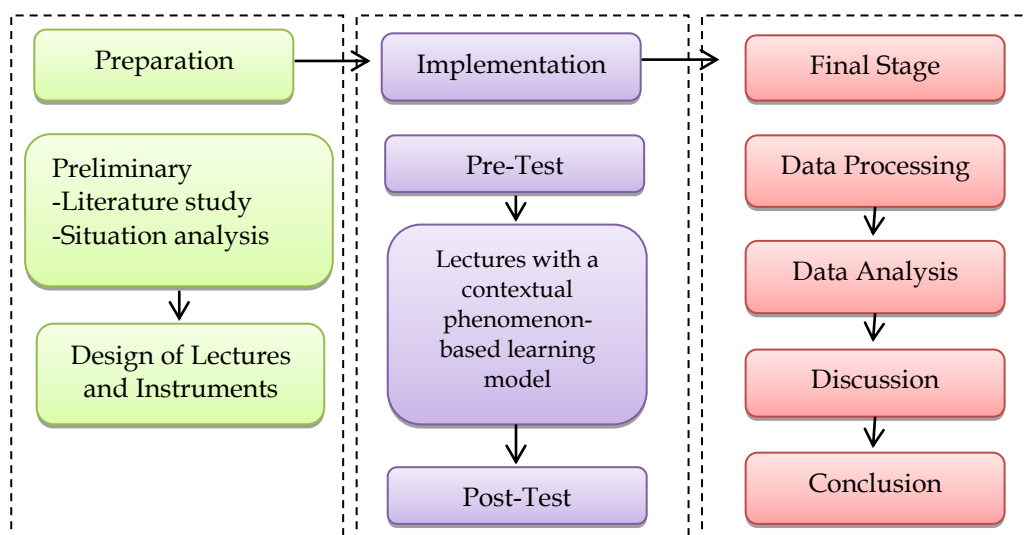 Preparation
Preliminary
-Literature study
-Situation analysis
Design of Lectures
and Instruments
Implementation
Pre-Test
Lectures with a
contextual
phenomenon-
based learning
model
Post-Test
Final Stage
Data Processing
Data Analysis
Discussion
Conclusion